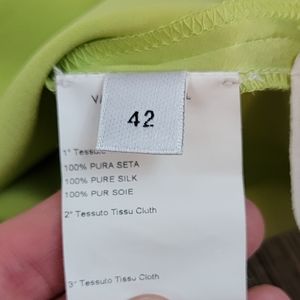 42
1° Tessuto
100% PURA SETA
100% PURE SILK
100% PUR SOIE
2° Tessuto Tissu Cloth
3° Tessuto Tissu Cloth